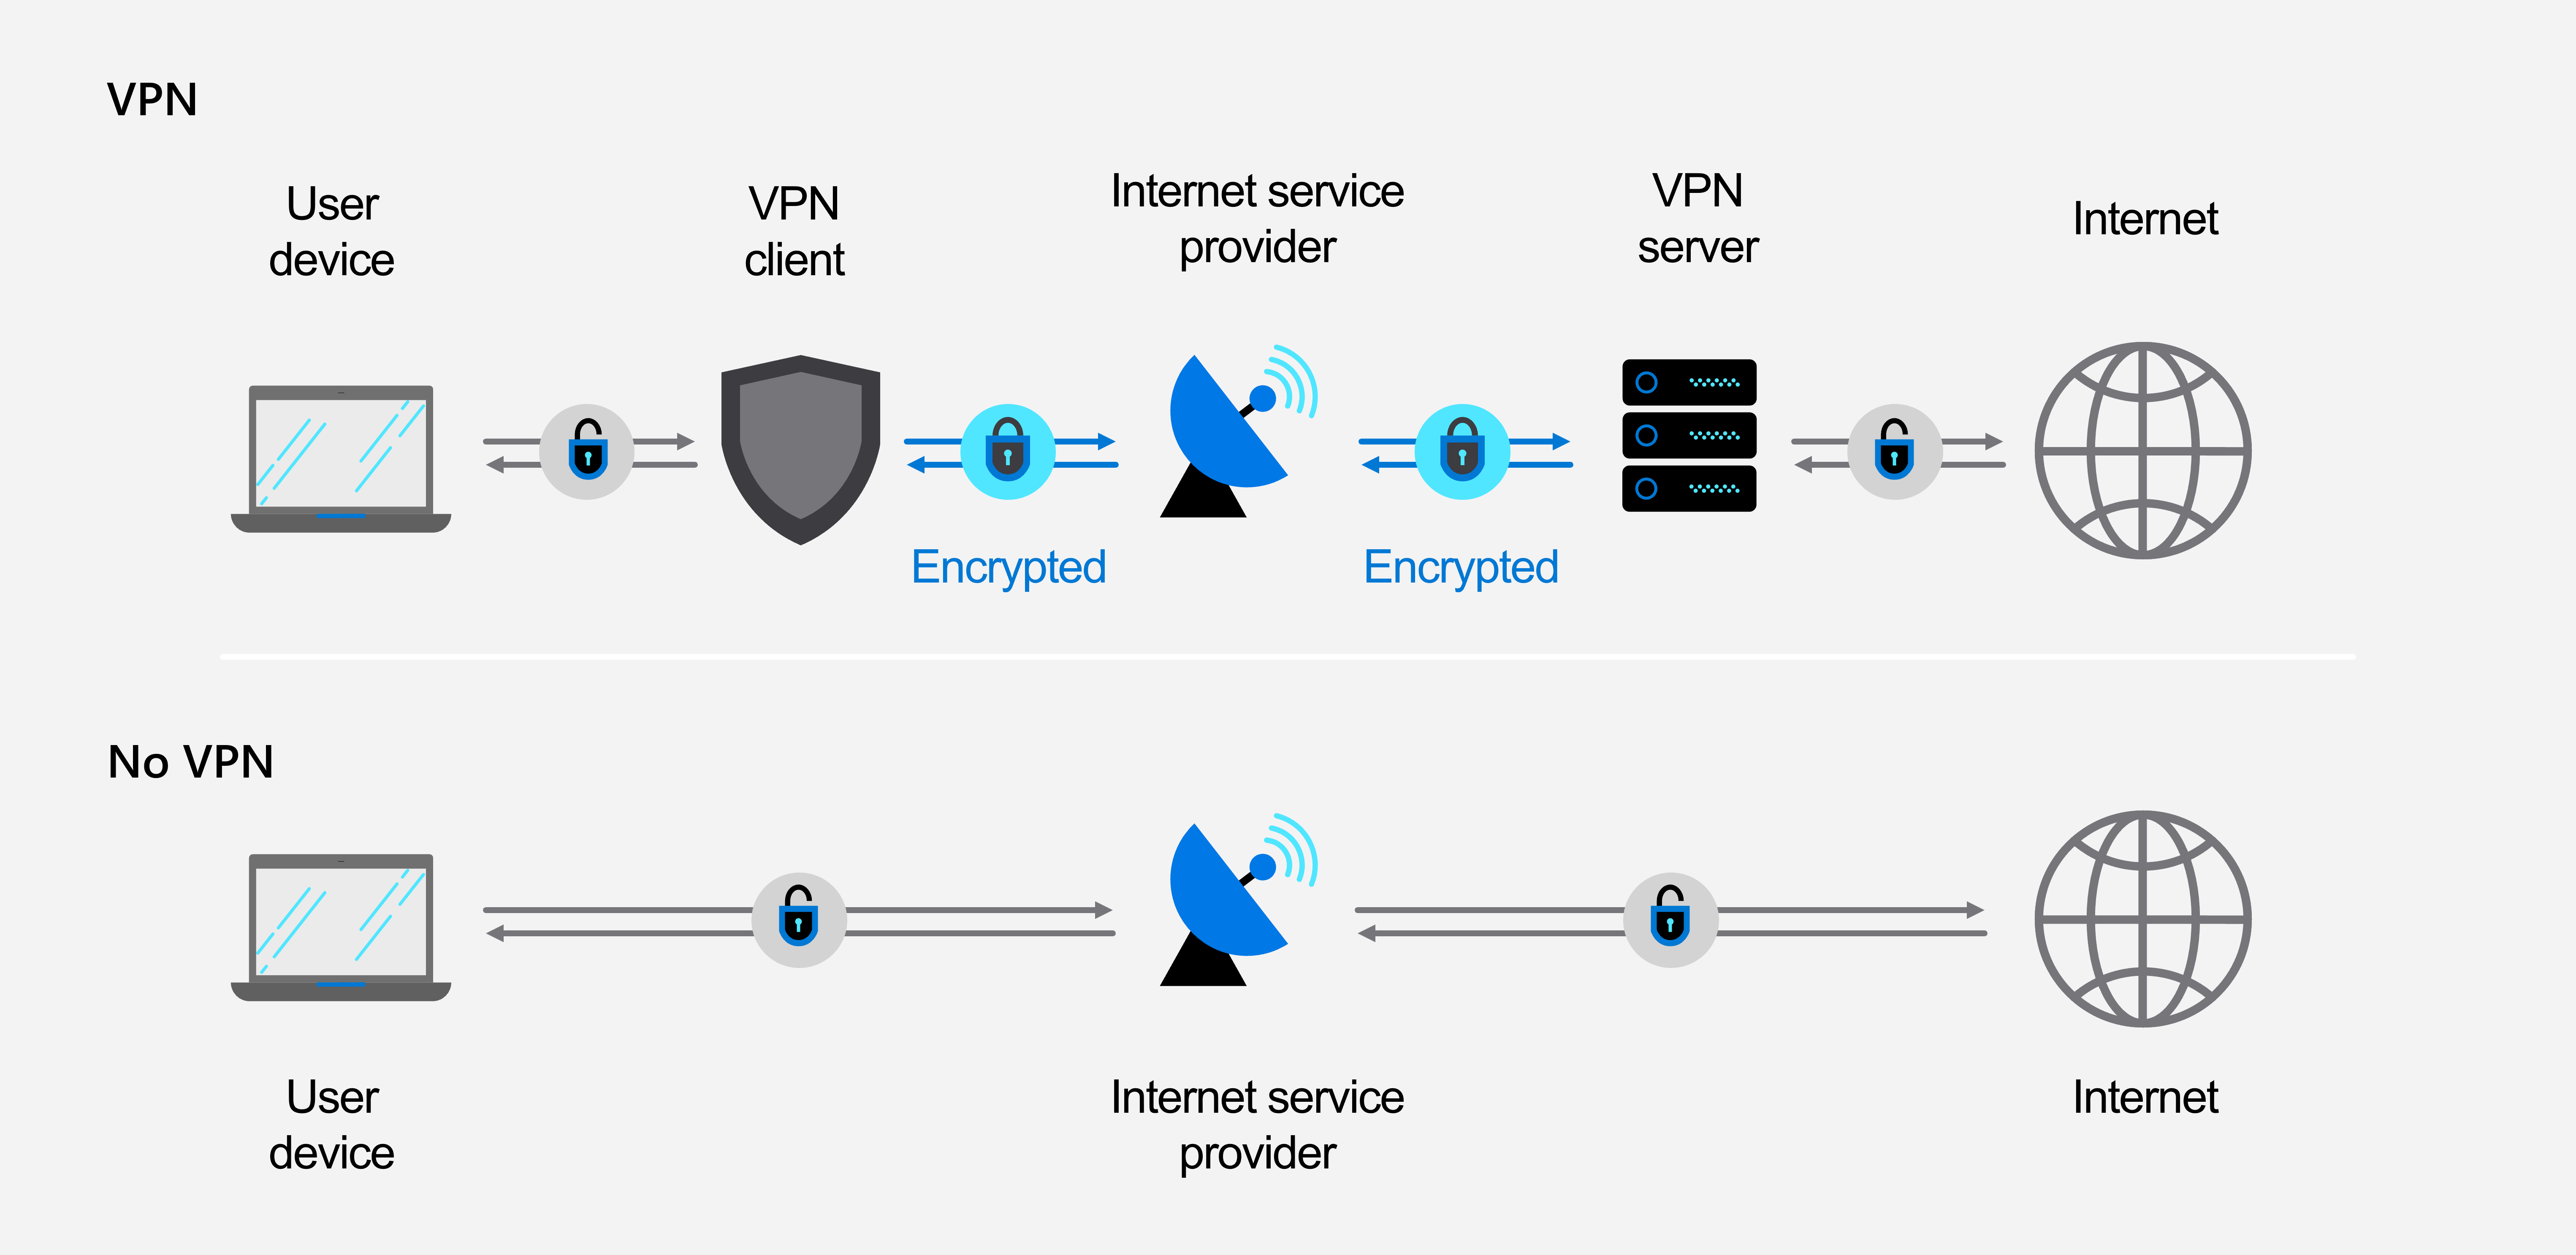 VPN
User
device
VPN
client
Internet service
provider
VPN
server
Internet
Encrypted
Encrypted
No VPN
User
device
Internet service
provider
Internet